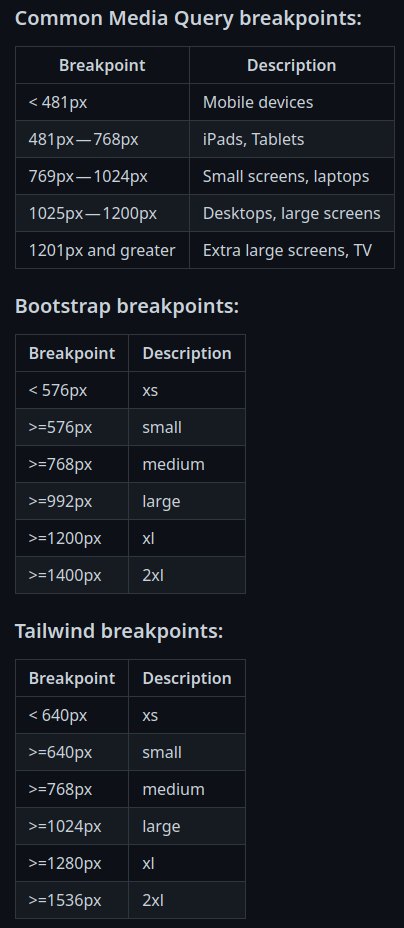 Common Media Query breakpoints:
Breakpoint Description
< 481px Mobile devices
481px—768px iPads, Tablets
769px—1024px Small screens, laptops
1025px—1200px Desktops, large screens
1201px and greater Extra large screens, TV
Bootstrap breakpoints:
Breakpoint Description
< 576px xs
>=576px small
>=768px medium
>=992px large
>=1200px xl
>=1400px 2xl
Tailwind breakpoints:
Breakpoint Description
< 640px xs
>=640px small
>=768px medium
>=1024px large
>=1280px xl
>=1536px 2xl